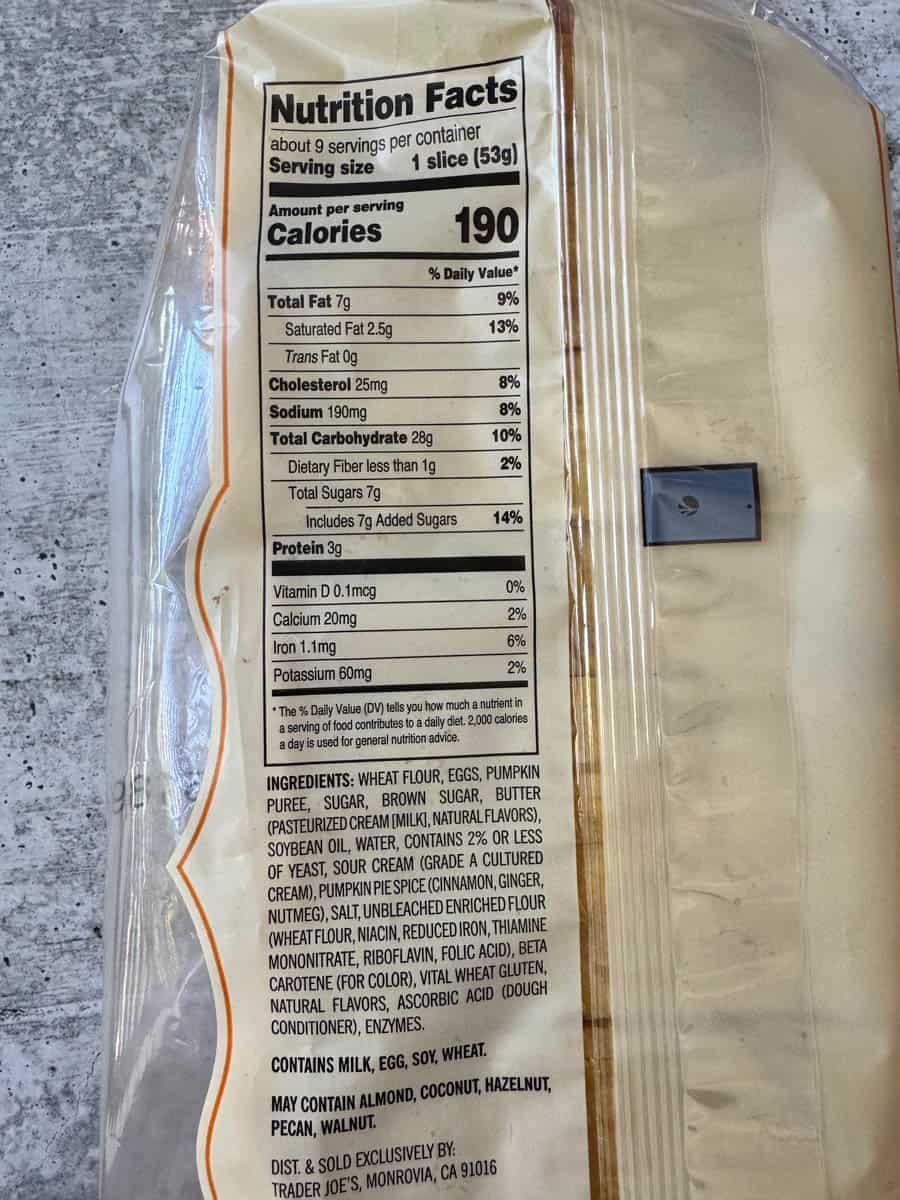 Nutrition Facts
about 9 servings per container
Serving size 1 slice (53g)
Amount per serving
Calories 190
% Daily Value*
Total Fat 7g 9%
Saturated Fat 2.5g 13%
Trans Fat 0g
Cholesterol 25mg 8%
Sodium 190mg 8%
Total Carbohydrate 28g 10%
Dietary Fiber less than 1g 2%
Total Sugars 7g
Includes 7g Added Sugars 14%
Protein 3g
Vitamin D 0.1mcg 0%
Calcium 20mg 2%
Iron 1.1mg 6%
Potassium 60mg 2%
* The % Daily Value (DV) tells you how much a nutrient in
a serving of food contributes to a daily diet. 2,000 calories
a day is used for general nutrition advice.
INGREDIENTS: WHEAT FLOUR, EGGS, PUMPKIN
PUREE, SUGAR, BROWN SUGAR, BUTTER
(PASTEURIZED CREAM [MILK], NATURAL FLAVORS),
SOYBEAN OIL, WATER, CONTAINS 2% OR LESS
OF YEAST, SOUR CREAM (GRADE A CULTURED
CREAM), PUMPKIN PIE SPICE (CINNAMON, GINGER,
NUTMEG), SALT, UNBLEACHED ENRICHED FLOUR
(WHEAT FLOUR, NIACIN, REDUCED IRON, THIAMINE
MONONITRATE, RIBOFLAVIN, FOLIC ACID), BETA
CAROTENE (FOR COLOR), VITAL WHEAT GLUTEN,
NATURAL FLAVORS, ASCORBIC ACID (DOUGH
CONDITIONER), ENZYMES.
CONTAINS MILK, EGG, SOY, WHEAT.
MAY CONTAIN ALMOND, COCONUT, HAZELNUT,
PECAN, WALNUT.
DIST. & SOLD EXCLUSIVELY BY:
TRADER JOE'S, MONROVIA, CA 91016